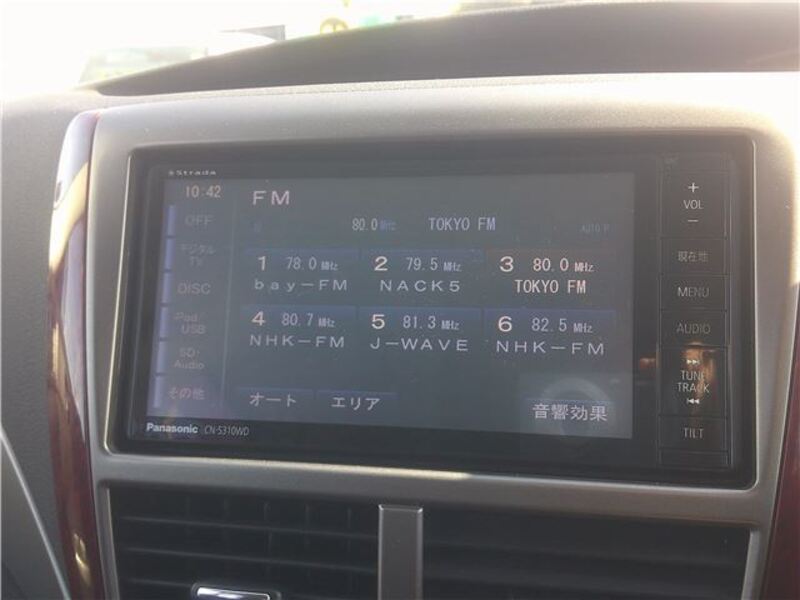 Strada
10:42
FM
80.0 MHz TOKYO FM AUTO P
OFF
デジタル
TV
DISC
iPod
USB
SD・
Audio
その他
1 78.0 MHz
bay-FM
2 79.5 MHz
NACK5
3 80.0 MHz
TOKYO FM
4 80.7 MHz
NHK-FM
5 81.3 MHz
J-WAVE
6 82.5 MHz
NHK-FM
オート エリア 音響効果
Panasonic CN-S310WD
+
VOL
-
現在地
MENU
AUDIO
TUNE
TRACK
TILT